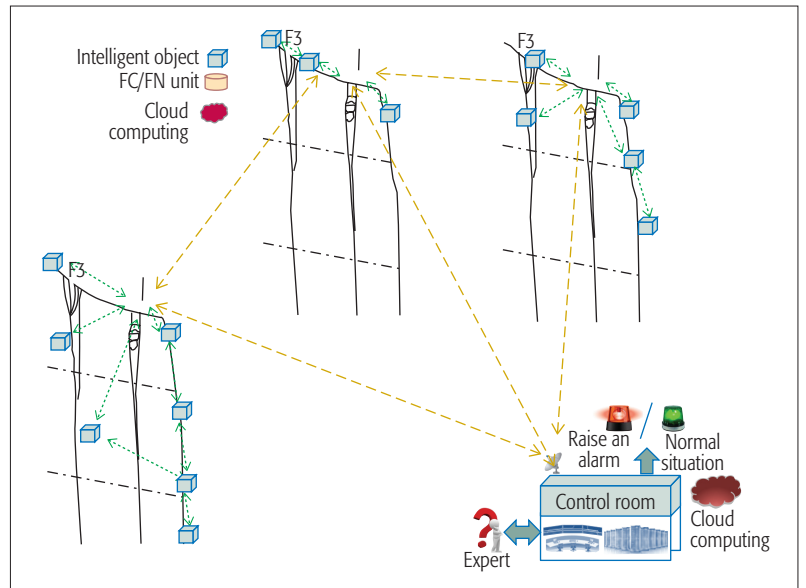 Intelligent object
FC/FN unit
Cloud
computing
F3
F3
F3
Raise an
alarm
Normal
situation
Control room
Cloud
computing
Expert